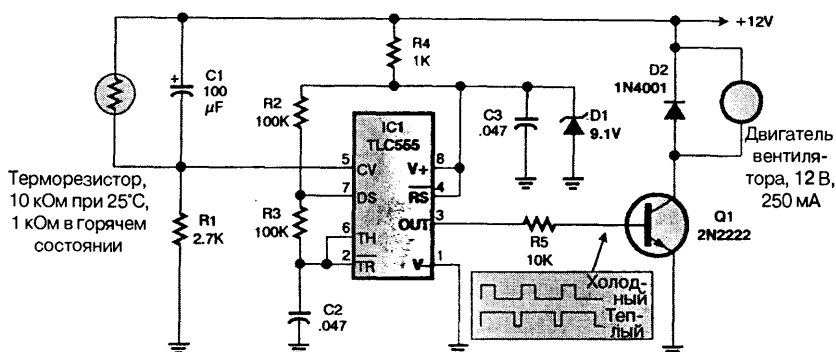 +12V
R4
1K
C1
100
µF
+
R2
100K
IC1
TLC555
C3
.047
D1
9.1V
D2
1N4001
Двигатель
вентиля-
тора, 12 В,
250 мА
Терморезистор,
10 кОм при 25°С,
1 кОм в горячем
состоянии
R1
2.7K
5
CV
7
DS
6
TH
2
TR
8
V+
4
RS
3
OUT
1
V-
R3
100K
C2
.047
R5
10K
Q1
2N2222
Холод-
ный
Теп-
лый